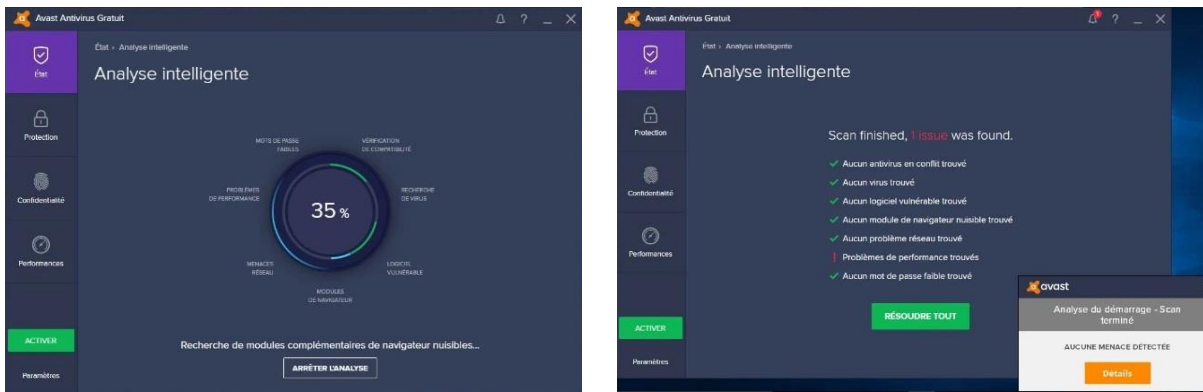 Avast Antivirus Gratuit
?
État
Protection
Confidentialité
Performances
ACTIVER
Paramètres
État › Analyse intelligente
Analyse intelligente
MOTS DE PASSE
FAIBLES
VÉRIFICATION
DE COMPATIBILITÉ
PROBLÈMES
DE PERFORMANCE
RECHERCHE
DE VIRUS
35 %
MENACES
RÉSEAU
LOGICIEL
VULNÉRABLE
MODULES
DE NAVIGATEUR
Recherche de modules complémentaires de navigateur nuisibles...
ARRÊTER L'ANALYSE
Avast Antivirus Gratuit
?
État
Protection
Confidentialité
Performances
ACTIVER
Paramètres
État › Analyse intelligente
Analyse intelligente
Scan finished, 1 issue was found.
Aucun antivirus en conflit trouvé
Aucun virus trouvé
Aucun logiciel vulnérable trouvé
Aucun module de navigateur nuisible trouvé
Aucun problème réseau trouvé
Problèmes de performance trouvés
Aucun mot de passe faible trouvé
RÉSOUDRE TOUT
avast
Analyse du démarrage - Scan
terminé
AUCUNE MENACE DÉTECTÉE
Détails